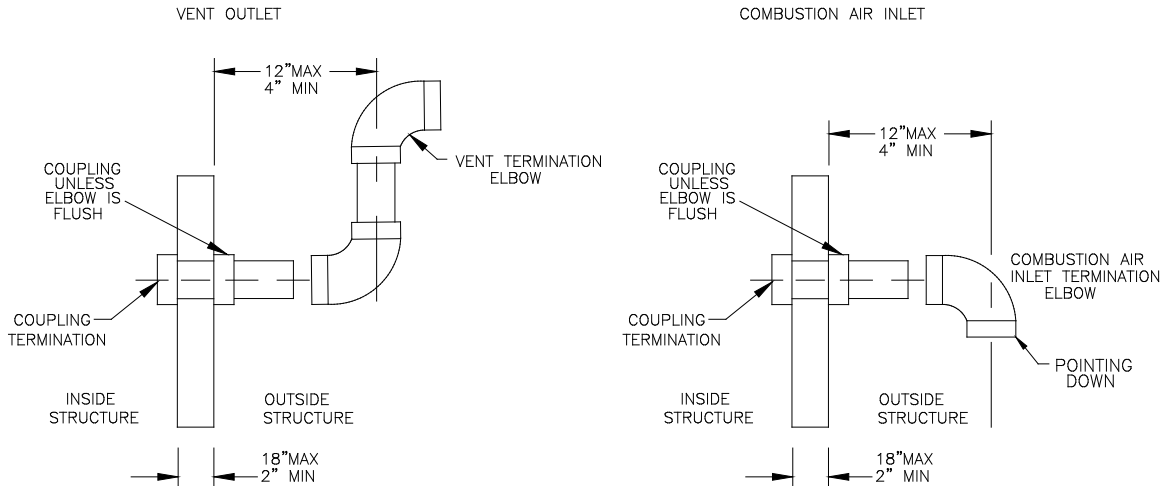 VENT OUTLET
12"MAX
4" MIN
VENT TERMINATION
ELBOW
COUPLING
UNLESS
ELBOW IS
FLUSH
COUPLING
TERMINATION
INSIDE
STRUCTURE
OUTSIDE
STRUCTURE
18"MAX
2" MIN
COMBUSTION AIR INLET
12"MAX
4" MIN
COUPLING
UNLESS
ELBOW IS
FLUSH
COMBUSTION AIR
INLET TERMINATION
ELBOW
COUPLING
TERMINATION
POINTING
DOWN
INSIDE
STRUCTURE
OUTSIDE
STRUCTURE
18"MAX
2" MIN